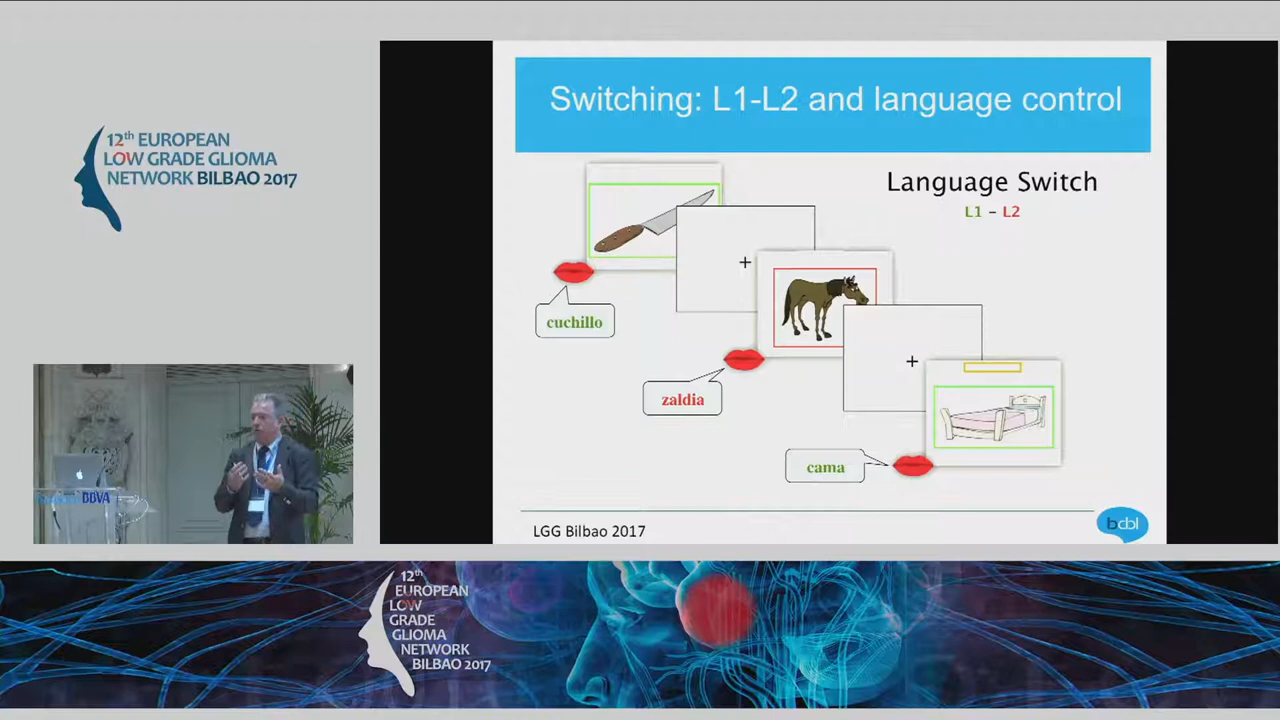 12th EUROPEAN
LOW GRADE GLIOMA
NETWORK BILBAO 2017
Switching: L1-L2 and language control
Language Switch
L1 - L2
+
cuchillo
zaldia
+
cama
BBVA
LGG Bilbao 2017
bcbl
12th
EUROPEAN
LOW
GRADE
GLIOMA
NETWORK
BILBAO 2017